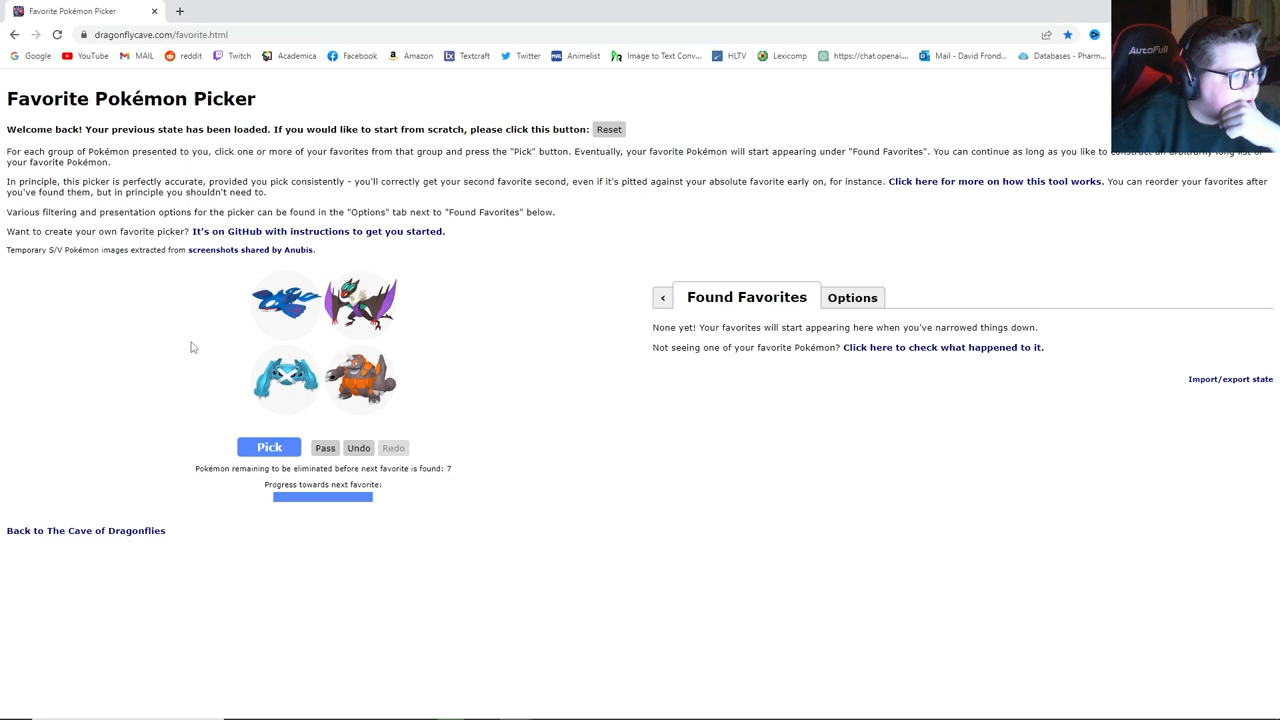 Favorite Pokémon Picker
dragonflycave.com/favorite.html
Google YouTube MAIL reddit Twitch Academica Facebook Amazon Textcraft Twitter Animelist Image to Text Conv... HLTV Lexicomp https://chat.openai... Mail - David Frond... Databases - Pharm...
AutoFull
Favorite Pokémon Picker
Welcome back! Your previous state has been loaded. If you would like to start from scratch, please click this button: Reset
For each group of Pokémon presented to you, click one or more of your favorites from that group and press the "Pick" button. Eventually, your favorite Pokémon will start appearing under "Found Favorites". You can continue as long as you like to
your favorite Pokémon.
In principle, this picker is perfectly accurate, provided you pick consistently - you'll correctly get your second favorite second, even if it's pitted against your absolute favorite early on, for instance. Click here for more on how this tool works. You can reorder your favorites after
you've found them, but in principle you shouldn't need to.
Various filtering and presentation options for the picker can be found in the "Options" tab next to "Found Favorites" below.
Want to create your own favorite picker? It's on GitHub with instructions to get you started.
Temporary S/V Pokémon images extracted from screenshots shared by Anubis.
‹ Found Favorites Options
None yet! Your favorites will start appearing here when you've narrowed things down.
Not seeing one of your favorite Pokémon? Click here to check what happened to it.
Import/export state
Pick Pass Undo Redo
Pokémon remaining to be eliminated before next favorite is found: 7
Progress towards next favorite:
Back to The Cave of Dragonflies